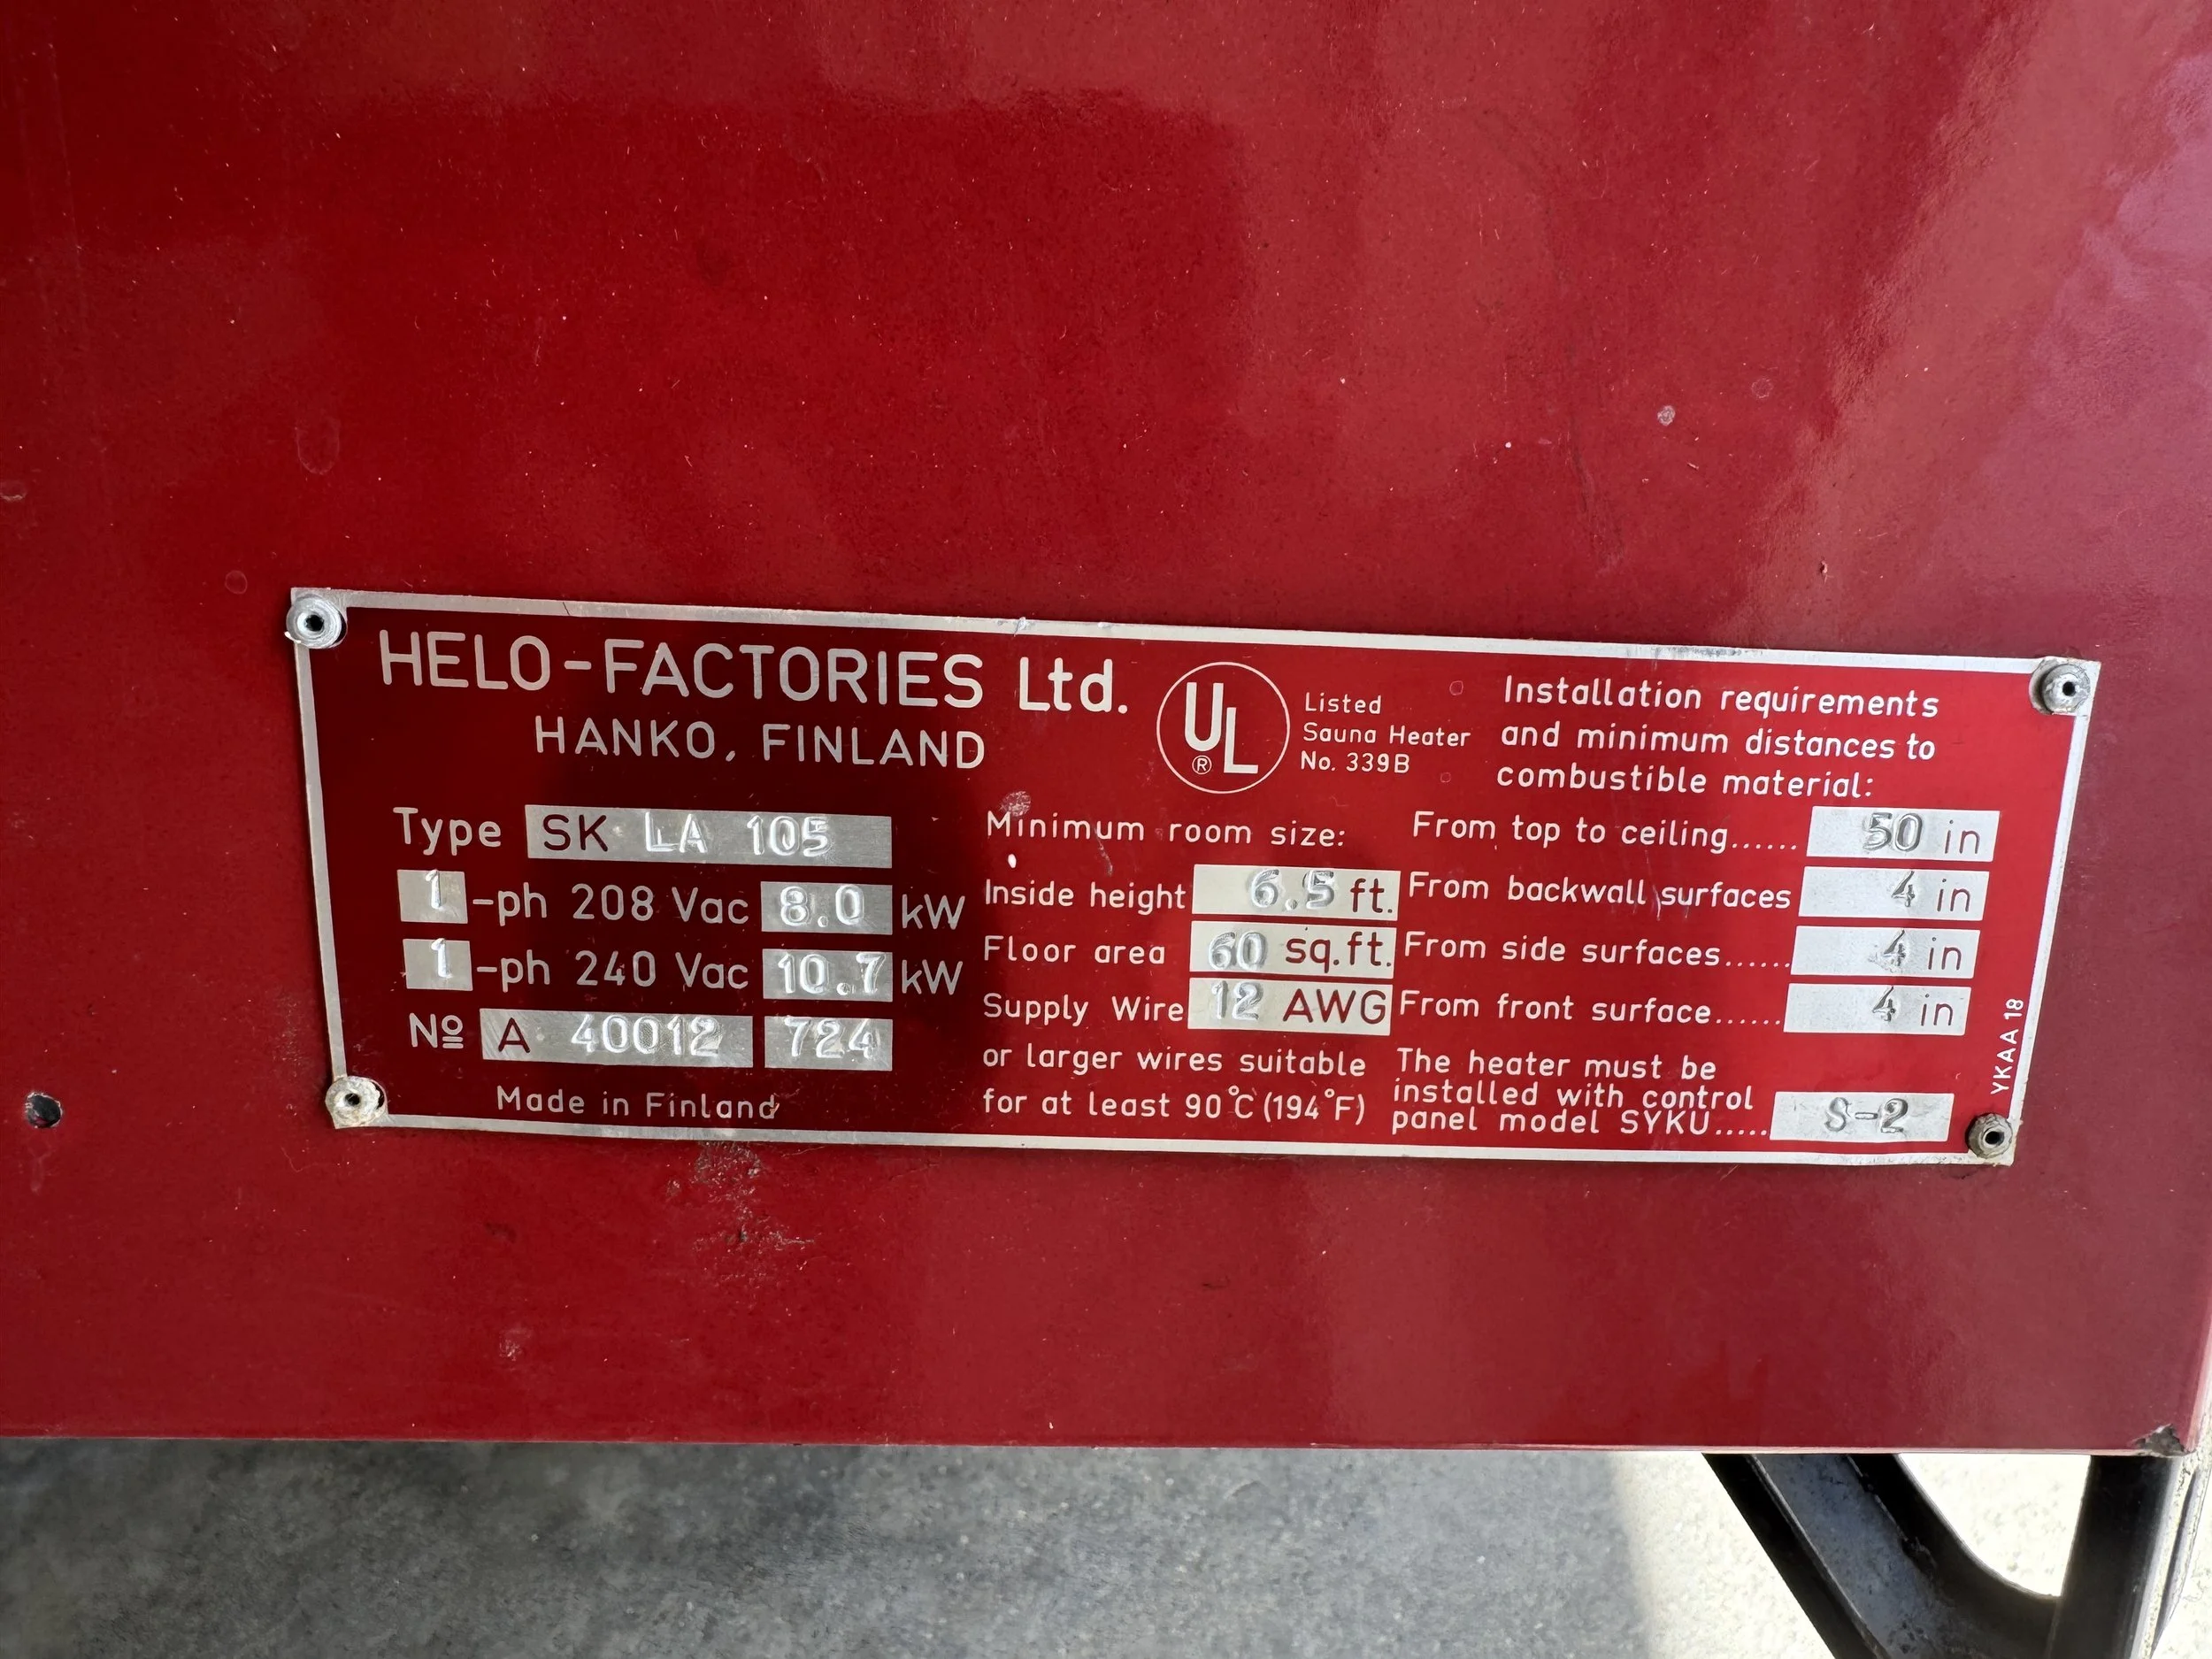 HELO-FACTORIES Ltd.
HANKO, FINLAND
Type SK LA 105
1-ph 208 Vac 8.0 kW
1-ph 240 Vac 10.7 kW
Nº A 40012 724
Made in Finland
UL®
Listed
Sauna Heater
No. 339B
Minimum room size:
Inside height 6.5 ft.
Floor area 60 sq.ft.
Supply Wire 12 AWG
or larger wires suitable
for at least 90°C (194°F)
Installation requirements
and minimum distances to
combustible material:
From top to ceiling...... 50 in
From backwall surfaces 4 in
From side surfaces...... 4 in
From front surface...... 4 in
The heater must be
installed with control
panel model SYKU..... S-2
YKAA 18